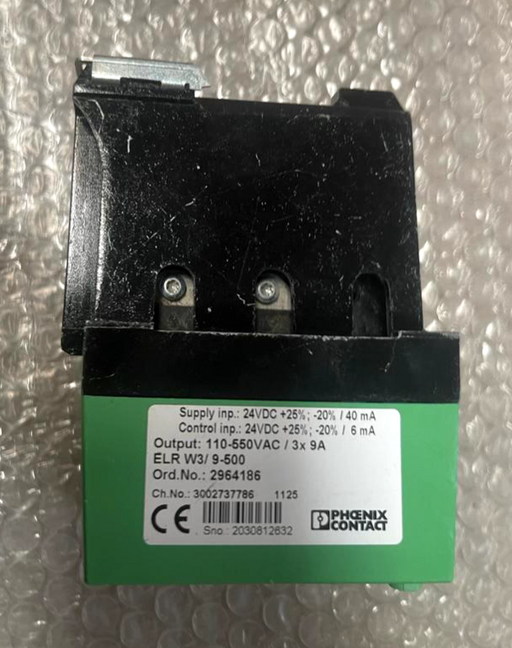 Supply inp.: 24VDC +25%; -20% / 40 mA
Control inp.: 24VDC +25%; -20% / 6 mA
Output: 110-550VAC / 3x 9A
ELR W3/ 9-500
Ord.No.: 2964186
Ch.No.: 3002737786 1125
CE
Sno.: 2030812632
PHŒNIX
CONTACT